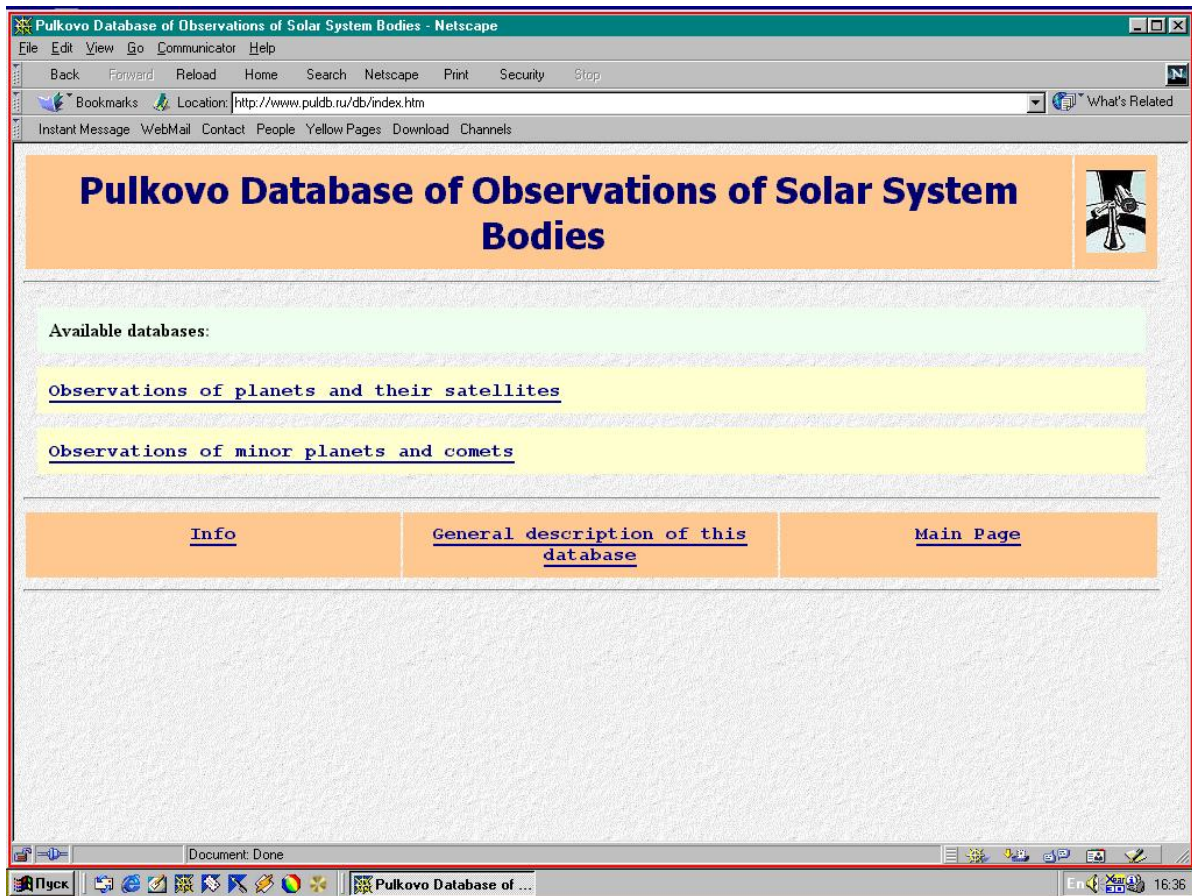 Pulkovo Database of Observations of Solar System Bodies - Netscape
File Edit View Go Communicator Help
Back Forward Reload Home Search Netscape Print Security Stop
N
Bookmarks Location: http://www.puldb.ru/db/index.htm What's Related
Instant Message WebMail Contact People Yellow Pages Download Channels
Pulkovo Database of Observations of Solar System
Bodies
Available databases:
Observations of planets and their satellites
Observations of minor planets and comets
Info
General description of this
database
Main Page
Document: Done
Пуск
Pulkovo Database of ...
En
16:36